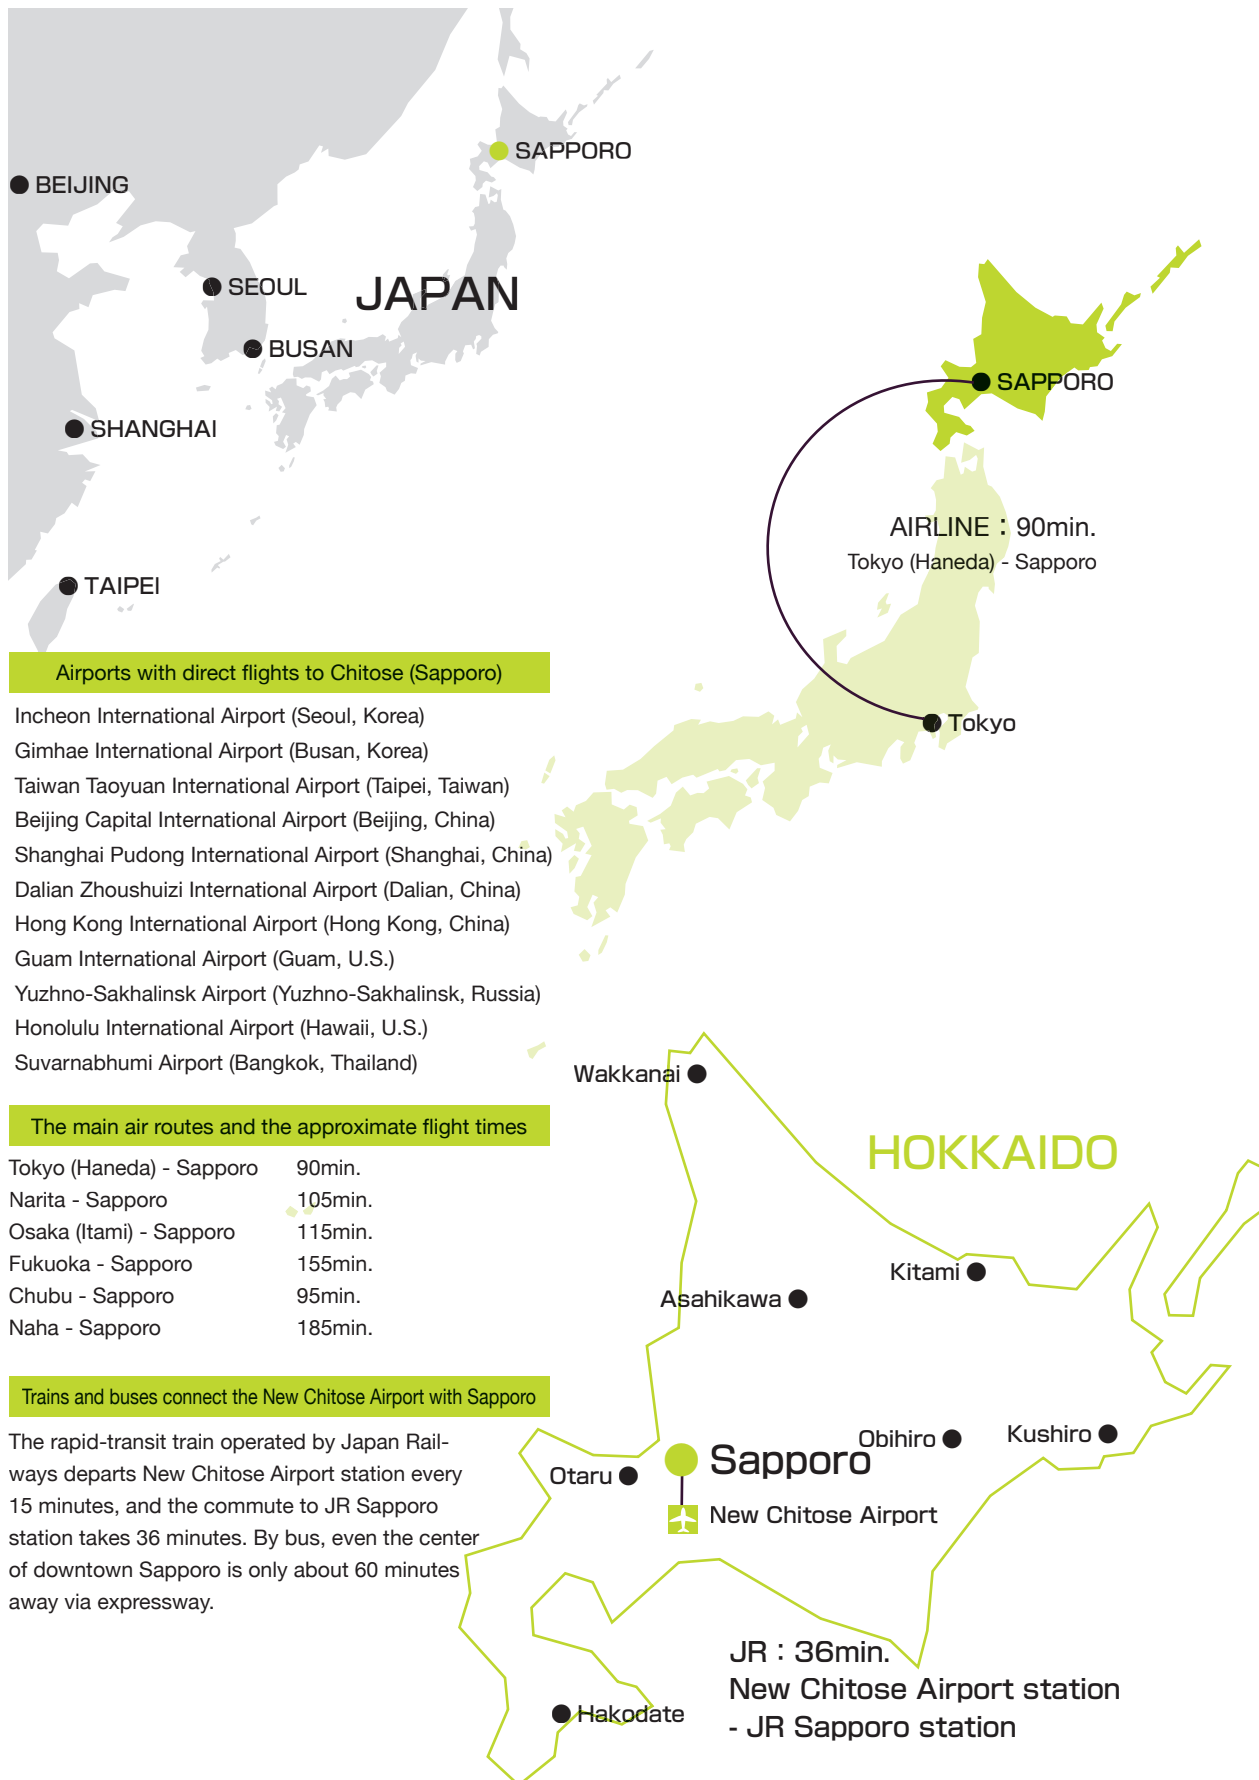 SAPPORO
BEIJING
SEOUL
JAPAN
BUSAN
SHANGHAI
TAIPEI
SAPPORO
AIRLINE：90min.
Tokyo (Haneda) - Sapporo
Tokyo
Airports with direct flights to Chitose (Sapporo)
Incheon International Airport (Seoul, Korea)
Gimhae International Airport (Busan, Korea)
Taiwan Taoyuan International Airport (Taipei, Taiwan)
Beijing Capital International Airport (Beijing, China)
Shanghai Pudong International Airport (Shanghai, China)
Dalian Zhoushuizi International Airport (Dalian, China)
Hong Kong International Airport (Hong Kong, China)
Guam International Airport (Guam, U.S.)
Yuzhno-Sakhalinsk Airport (Yuzhno-Sakhalinsk, Russia)
Honolulu International Airport (Hawaii, U.S.)
Suvarnabhumi Airport (Bangkok, Thailand)
The main air routes and the approximate flight times
Tokyo (Haneda) - Sapporo 90min.
Narita - Sapporo 105min.
Osaka (Itami) - Sapporo 115min.
Fukuoka - Sapporo 155min.
Chubu - Sapporo 95min.
Naha - Sapporo 185min.
Trains and buses connect the New Chitose Airport with Sapporo
The rapid-transit train operated by Japan Rail-
ways departs New Chitose Airport station every
15 minutes, and the commute to JR Sapporo
station takes 36 minutes. By bus, even the center
of downtown Sapporo is only about 60 minutes
away via expressway.
Wakkanai
HOKKAIDO
Kitami
Asahikawa
Obihiro
Kushiro
Sapporo
Otaru
New Chitose Airport
JR：36min.
New Chitose Airport station
- JR Sapporo station
Hakodate